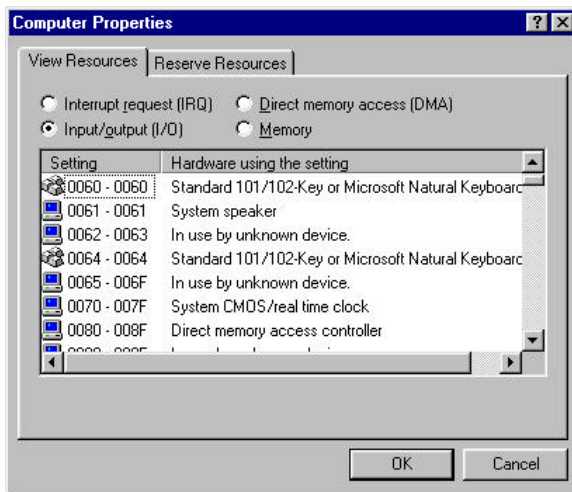 Computer Properties
View Resources Reserve Resources
Interrupt request (IRQ) Direct memory access (DMA)
Input/output (I/O) Memory
Setting Hardware using the setting
0060 - 0060 Standard 101/102-Key or Microsoft Natural Keyboard
0061 - 0061 System speaker
0062 - 0063 In use by unknown device.
0064 - 0064 Standard 101/102-Key or Microsoft Natural Keyboard
0065 - 006F In use by unknown device.
0070 - 007F System CMOS/real time clock
0080 - 008F Direct memory access controller
OK Cancel